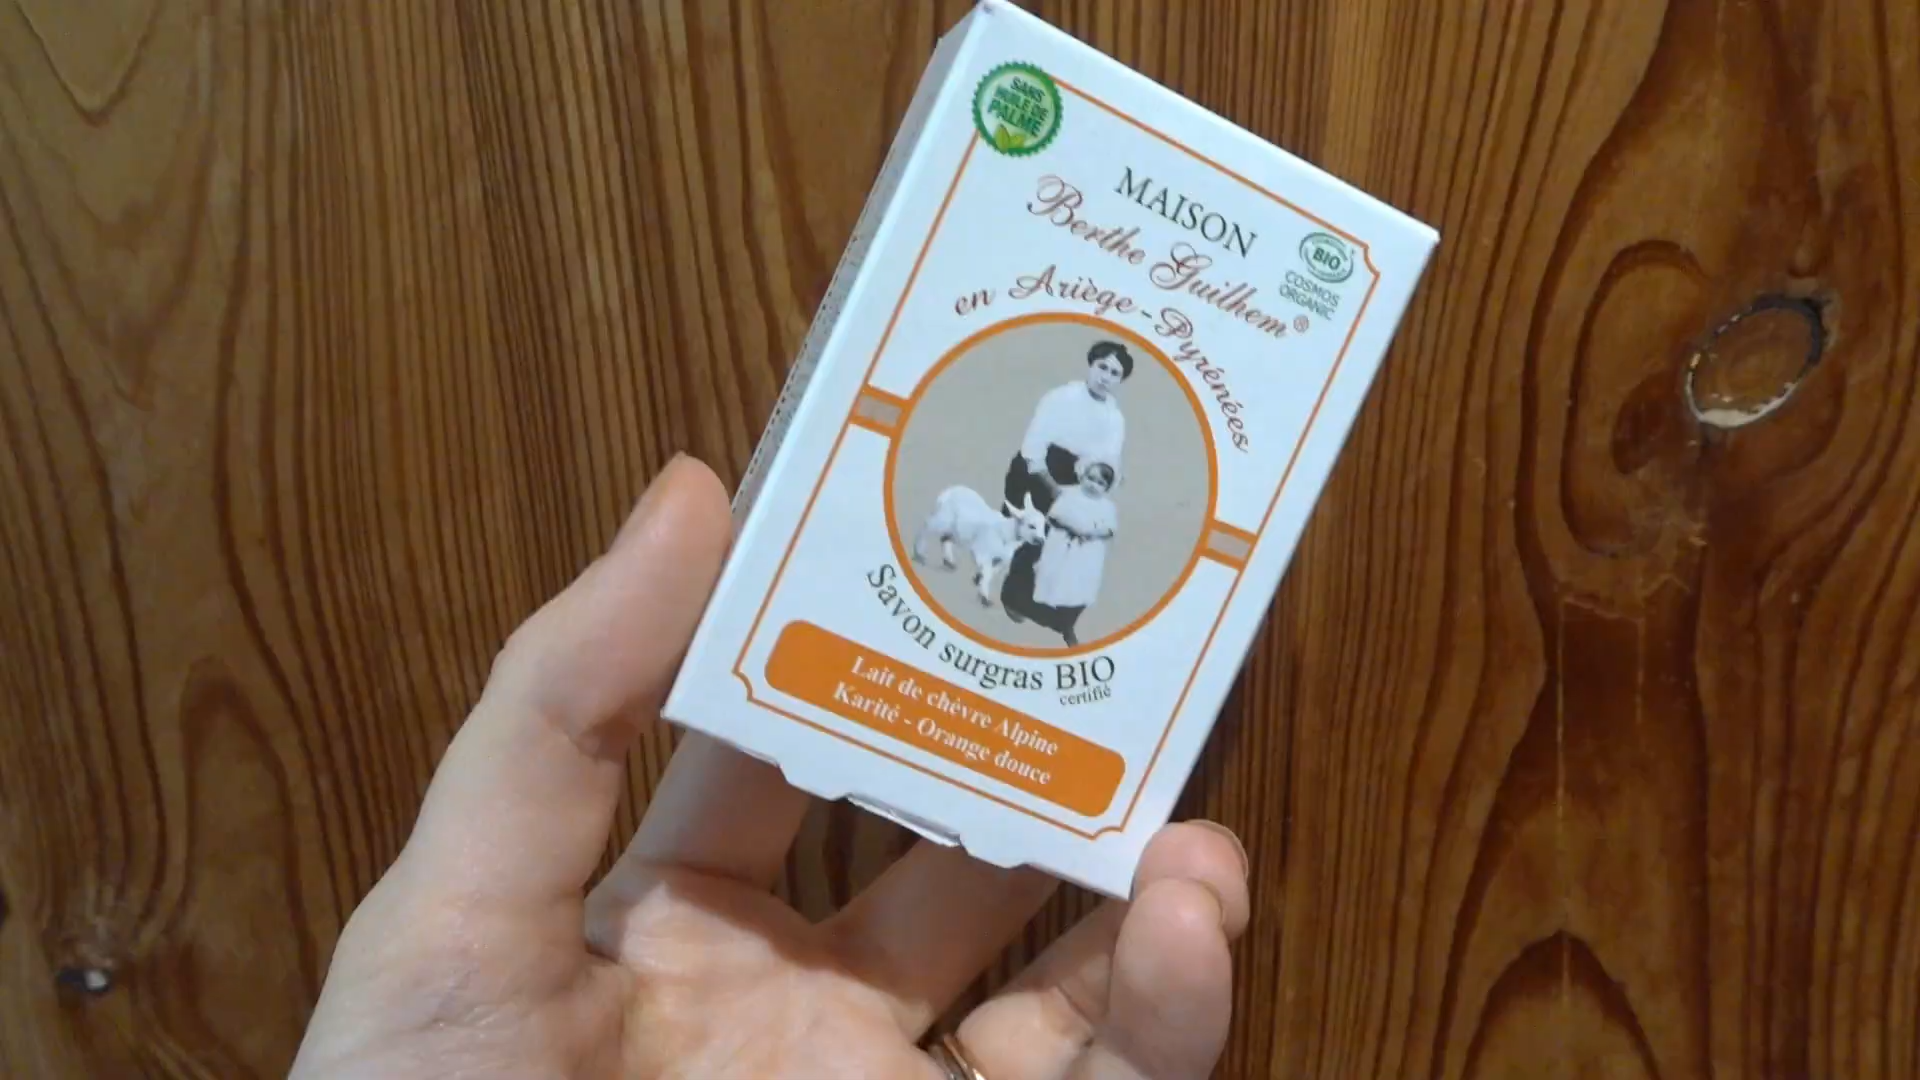 SANS
HUILE DE
PALME
MAISON
Berthe Guilhem®
en Ariège - Pyrénées
BIO
COSMOS
ORGANIC
Savon surgras BIO
certifié
Lait de chèvre Alpine
Karité - Orange douce